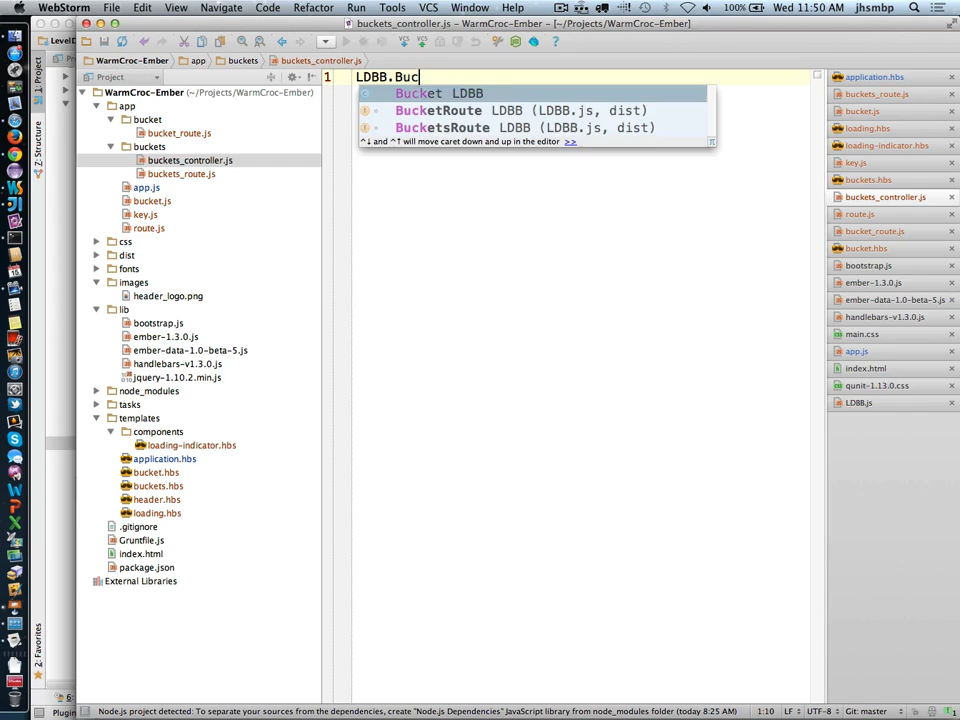 WebStorm File Edit View Navigate Code Refactor Run Tools VCS Window Help 100% Wed 11:50 AM jhsmbp
buckets_controller.js - WarmCroc-Ember - [~/Projects/WarmCroc-Ember]
LevelD
WarmCroc-Ember app buckets buckets_controller.js
Project
1: Project
Z: Structure
2: Favorites
WarmCroc-Ember (~/Projects/WarmCroc-Ember)
app
bucket
bucket_route.js
buckets
buckets_controller.js
buckets_route.js
app.js
bucket.js
key.js
route.js
css
dist
fonts
images
header_logo.png
lib
bootstrap.js
ember-1.3.0.js
ember-data-1.0-beta-5.js
handlebars-v1.3.0.js
jquery-1.10.2.min.js
node_modules
tasks
templates
components
loading-indicator.hbs
application.hbs
bucket.hbs
buckets.hbs
header.hbs
loading.hbs
.gitignore
Gruntfile.js
index.html
package.json
External Libraries
1 LDBB.Buc
Bucket LDBB
BucketRoute LDBB (LDBB.js, dist)
BucketsRoute LDBB (LDBB.js, dist)
^↓ and ^↑ will move caret down and up in the editor >>
application.hbs
buckets_route.js
bucket.js
loading.hbs
loading-indicator.hbs
key.js
buckets.hbs
buckets_controller.js
route.js
bucket_route.js
bucket.hbs
bootstrap.js
ember-1.3.0.js
ember-data-1.0-beta-5.js
handlebars-v1.3.0.js
main.css
app.js
index.html
qunit-1.13.0.css
LDBB.js
6:
Plugin
Node.js project detected: To separate your sources from the dependencies, create "Node.js Dependencies" JavaScript library from node_modules folder (today 8:25 AM) 1:10 LF UTF-8 Git: master